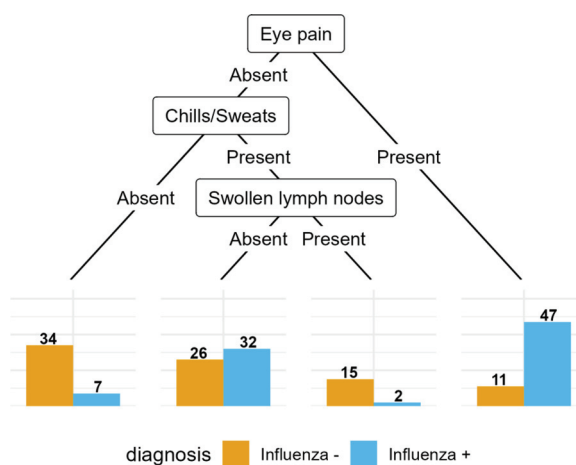 Eye pain
Absent
Chills/Sweats
Present
Present
Absent
Swollen lymph nodes
Absent Present
34 7
26 32
15 2
11 47
diagnosis Influenza - Influenza +